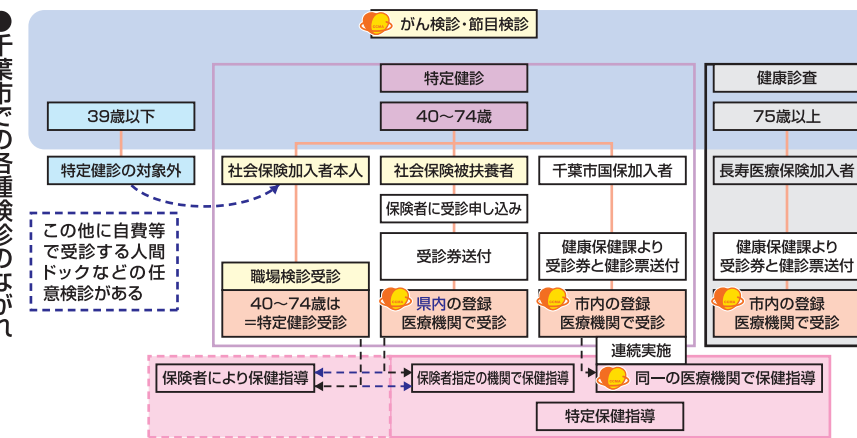 ●千葉市での各種検診のながれ
がん検診・節目検診
特定健診
健康診査
39歳以下
40〜74歳
75歳以上
特定健診の対象外
社会保険加入者本人
社会保険被扶養者
千葉市国保加入者
長寿医療保険加入者
保険者に受診申し込み
この他に自費等
で受診する人間
ドックなどの任
意検診がある
受診券送付
健康保健課より
受診券と健診票送付
健康保健課より
受診券と健診票送付
職場検診受診
40〜74歳は
＝特定健診受診
県内の登録
医療機関で受診
市内の登録
医療機関で受診
市内の登録
医療機関で受診
連続実施
保険者により保健指導
保険者指定の機関で保健指導
同一の医療機関で保健指導
特定保健指導